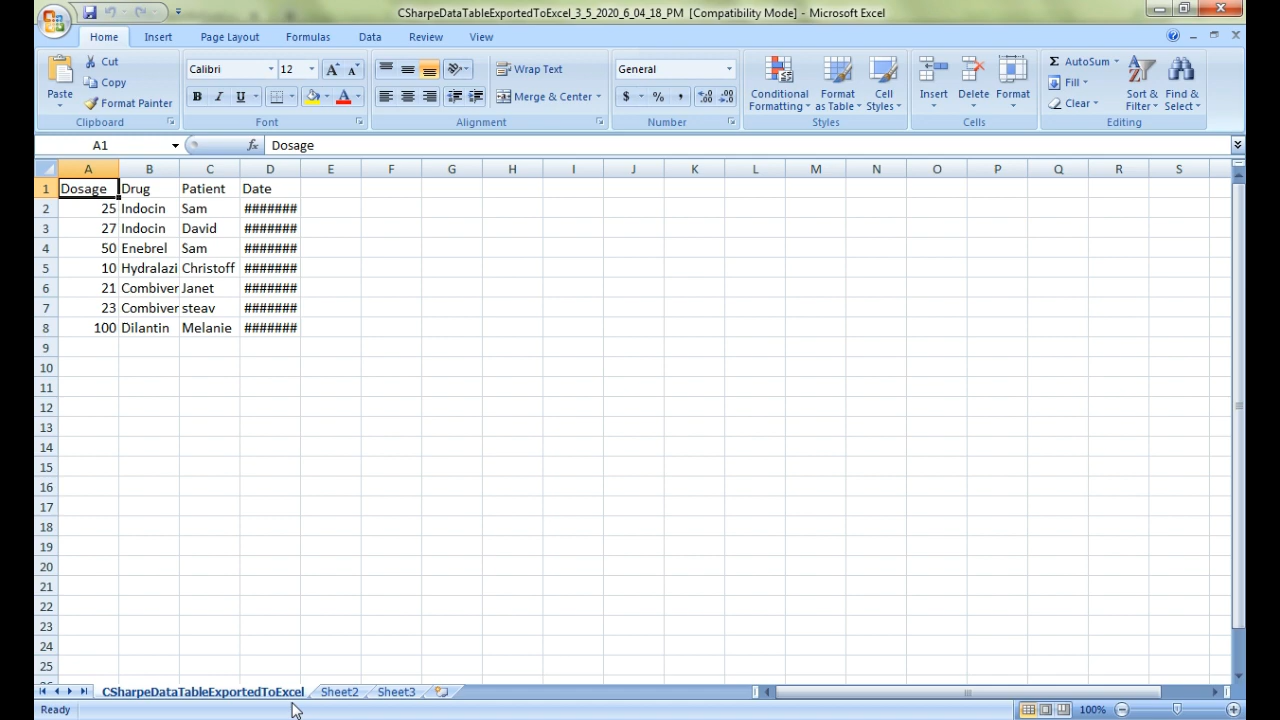 CSharpeDataTableExportedToExcel_3_5_2020_6_04_18_PM [Compatibility Mode] - Microsoft Excel
Home Insert Page Layout Formulas Data Review View
Cut
Copy
Format Painter
Paste
Clipboard
Calibri 12
B I U
Font
Wrap Text
Merge & Center
Alignment
General
$ % ,
Number
Conditional Formatting
Format as Table
Cell Styles
Styles
Insert Delete Format
Cells
Σ AutoSum
Fill
Clear
Sort & Filter
Find & Select
Editing
A1 fx Dosage
A B C D E F G H I J K L M N O P Q R S
1 Dosage Drug Patient Date
2 25 Indocin Sam #######
3 27 Indocin David #######
4 50 Enebrel Sam #######
5 10 Hydralazi Christoff #######
6 21 Combiver Janet #######
7 23 Combiver steav #######
8 100 Dilantin Melanie #######
9
10
11
12
13
14
15
16
17
18
19
20
21
22
23
24
25
CSharpeDataTableExportedToExcel Sheet2 Sheet3
Ready 100%